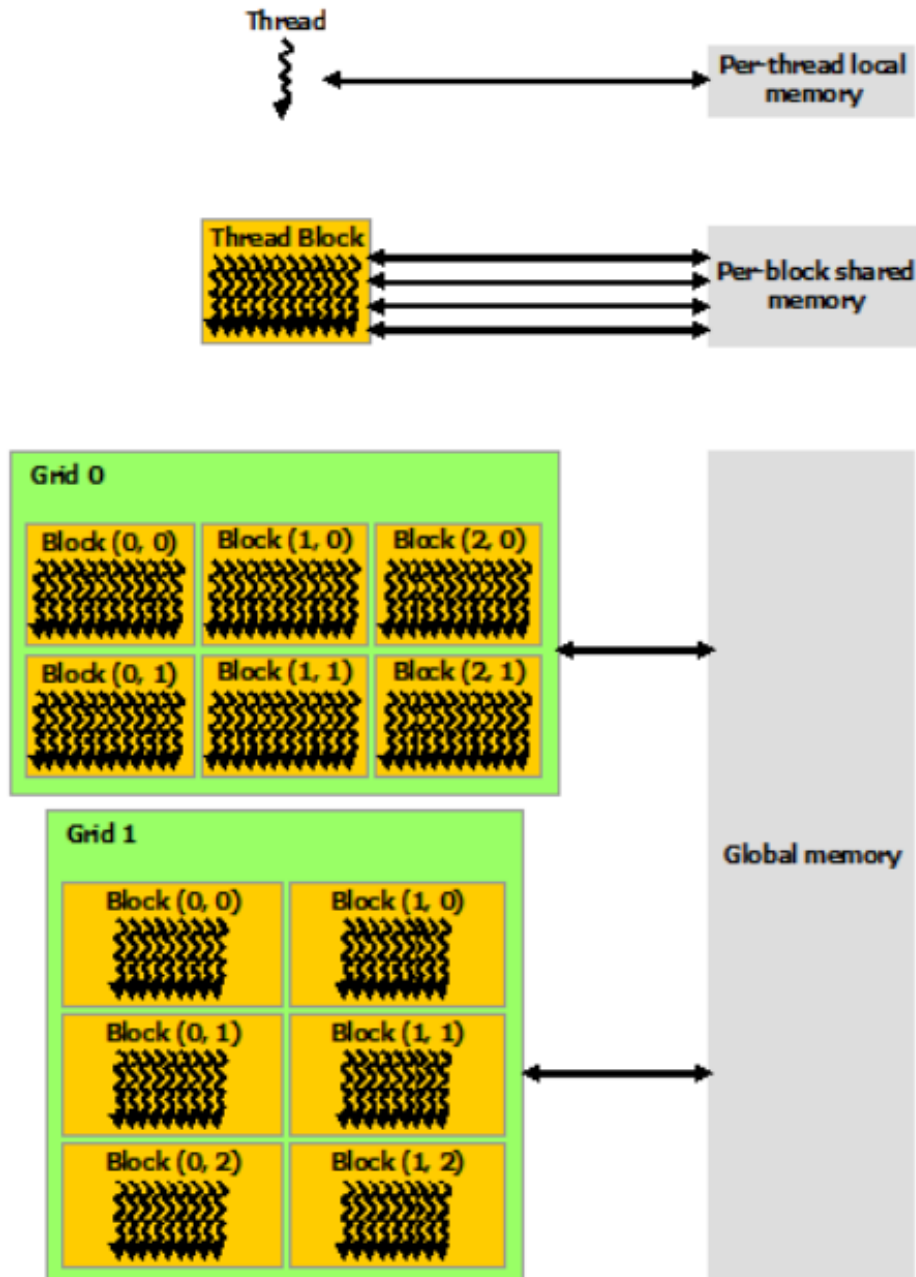 Thread
Per-thread local
memory
Thread Block
Per-block shared
memory
Grid 0
Block (0, 0)
Block (1, 0)
Block (2, 0)
Block (0, 1)
Block (1, 1)
Block (2, 1)
Grid 1
Global memory
Block (0, 0)
Block (1, 0)
Block (0, 1)
Block (1, 1)
Block (0, 2)
Block (1, 2)